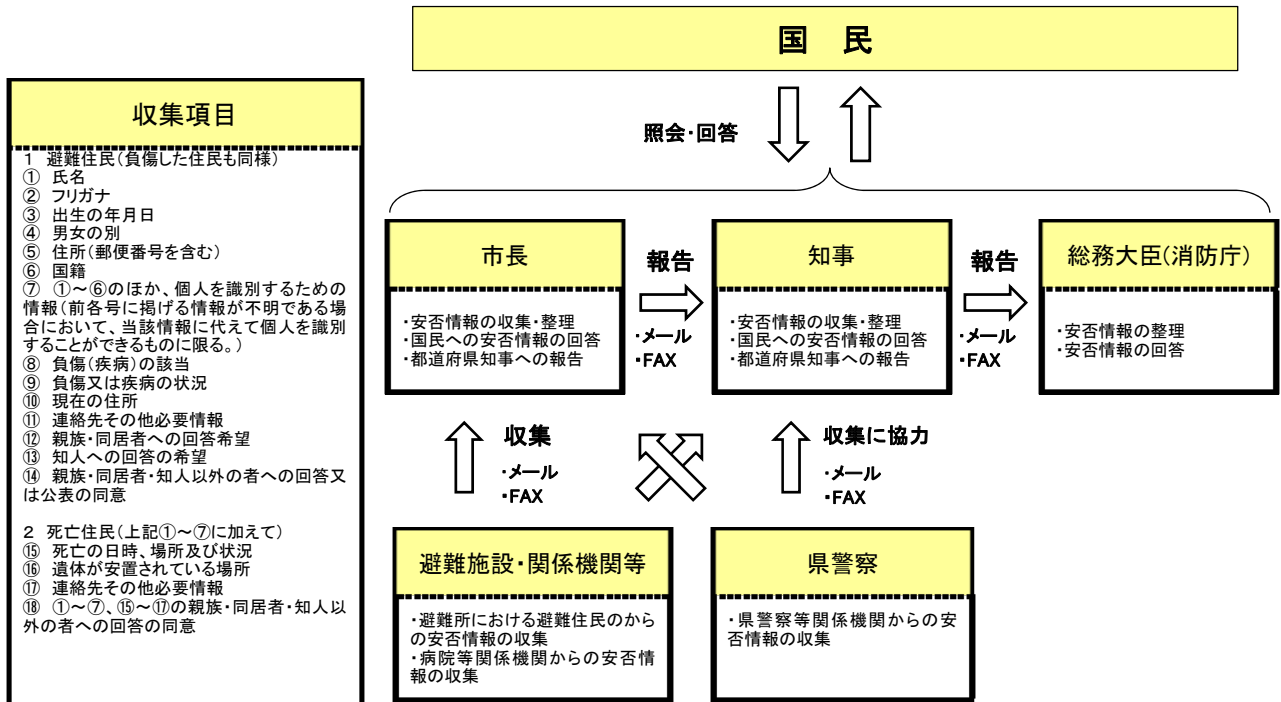 国　民
照会・回答
収集項目
1　避難住民（負傷した住民も同様）
①　氏名
②　フリガナ
③　出生の年月日
④　男女の別
⑤　住所（郵便番号を含む）
⑥　国籍
⑦　①～⑥のほか、個人を識別するための
情報（前各号に掲げる情報が不明である場
合において、当該情報に代えて個人を識別
することができるものに限る。）
⑧　負傷（疾病）の該当
⑨　負傷又は疾病の状況
⑩　現在の住所
⑪　連絡先その他必要情報
⑫　親族・同居者への回答希望
⑬　知人への回答の希望
⑭　親族・同居者・知人以外の者への回答又
は公表の同意
2　死亡住民（上記①～⑦に加えて）
⑮　死亡の日時、場所及び状況
⑯　遺体が安置されている場所
⑰　連絡先その他必要情報
⑱　①～⑦、⑮～⑰の親族・同居者・知人以
外の者への回答の同意
市長
・安否情報の収集・整理
・国民への安否情報の回答
・都道府県知事への報告
報告
・メール
・FAX
知事
・安否情報の収集・整理
・国民への安否情報の回答
・都道府県知事への報告
報告
・メール
・FAX
総務大臣（消防庁）
・安否情報の整理
・安否情報の回答
収集
・メール
・FAX
収集に協力
・メール
・FAX
避難施設・関係機関等
・避難所における避難住民のから
の安否情報の収集
・病院等関係機関からの安否情
報の収集
県警察
・県警察等関係機関からの安
否情報の収集